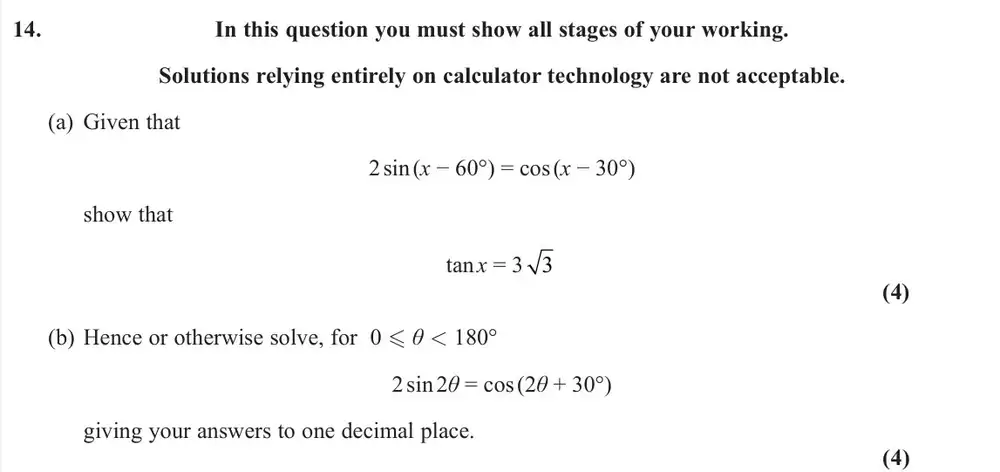 14. In this question you must show all stages of your working.
Solutions relying entirely on calculator technology are not acceptable.
(a) Given that
2 sin (x − 60°) = cos (x − 30°)
show that
tan x = 3 √3
(4)
(b) Hence or otherwise solve, for 0 ⩽ θ < 180°
2 sin 2θ = cos (2θ + 30°)
giving your answers to one decimal place.
(4)